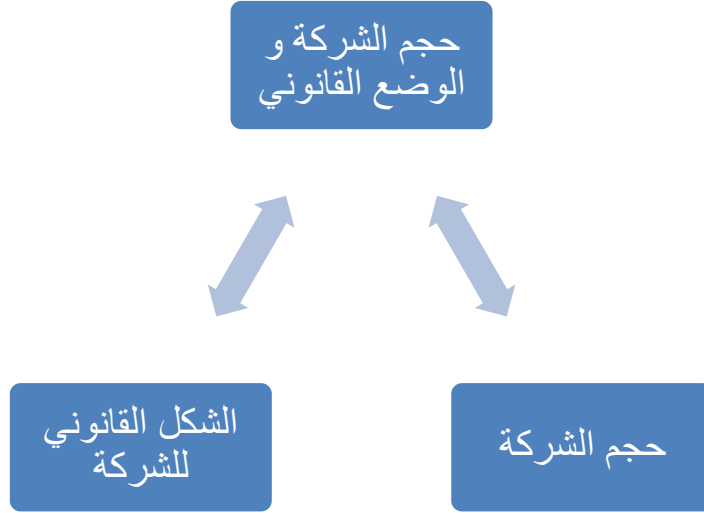 حجم الشركة و
الوضع القانوني
حجم الشركة
الشكل القانوني
للشركة